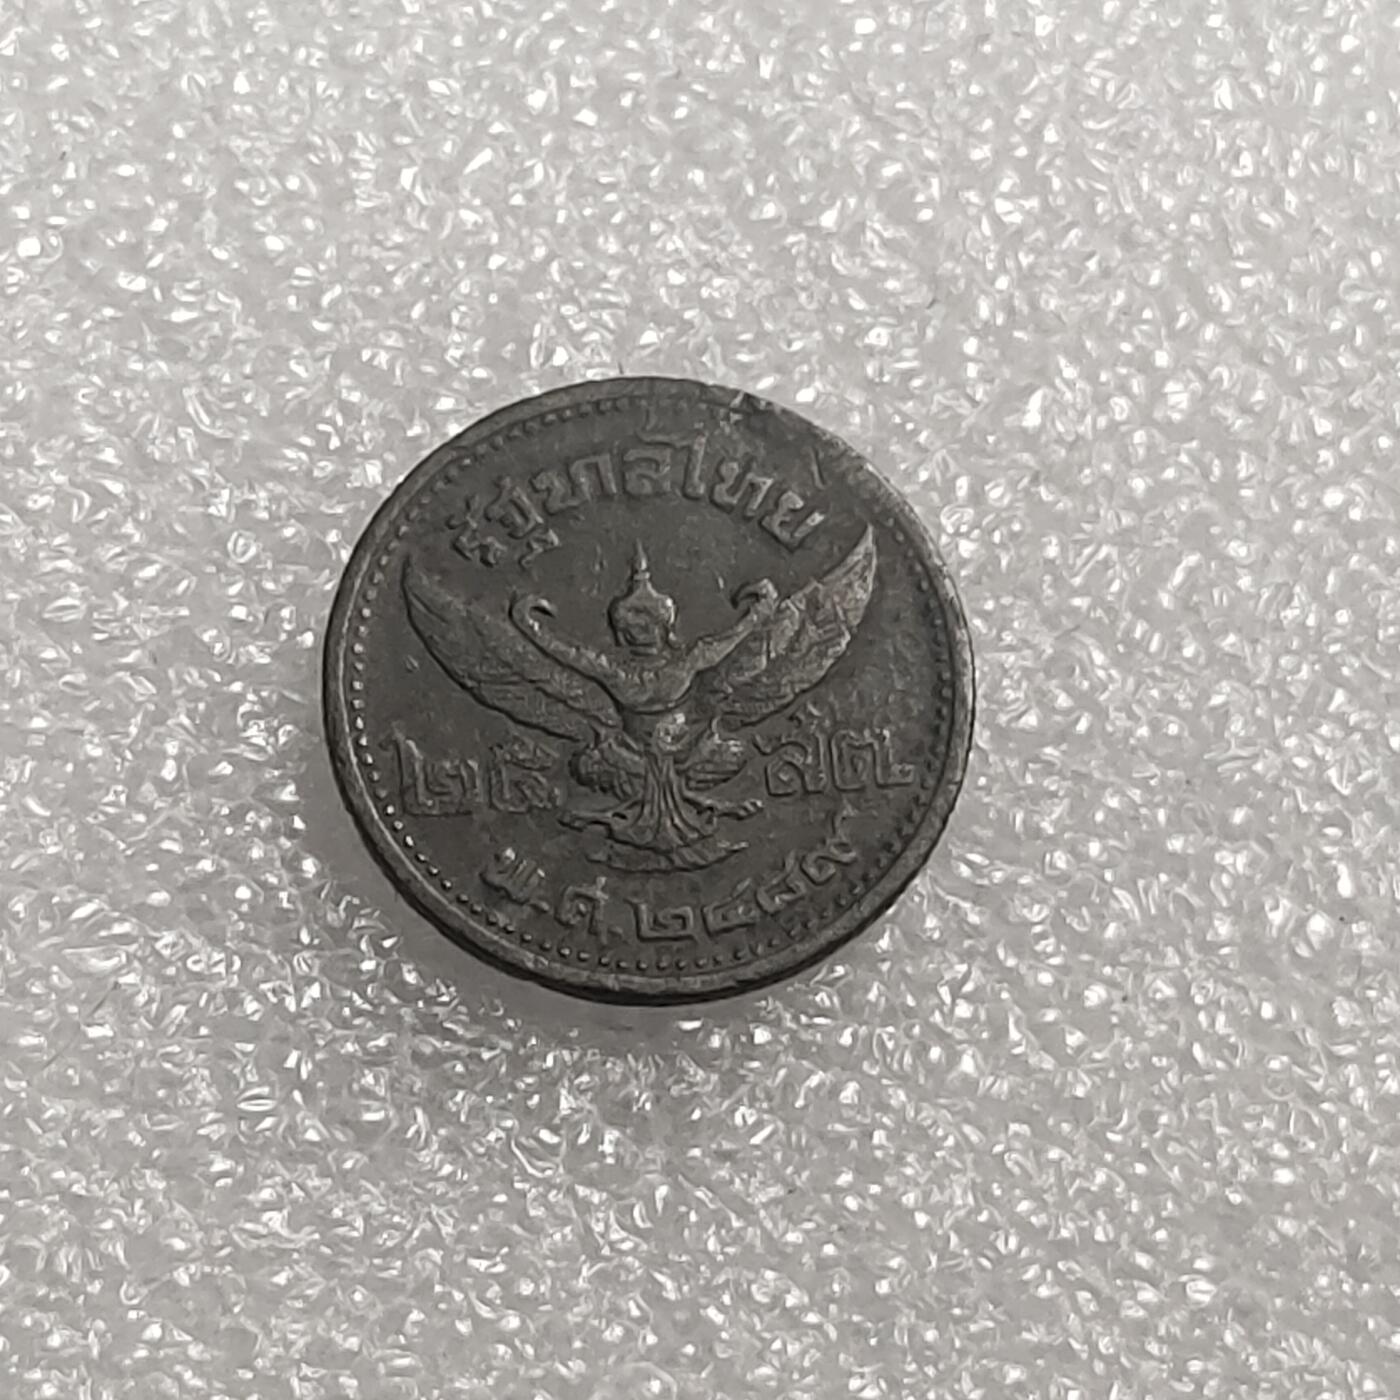 รัฐบาลไทย
๒๕ สต.
พ.ศ. ๒๔๘๙